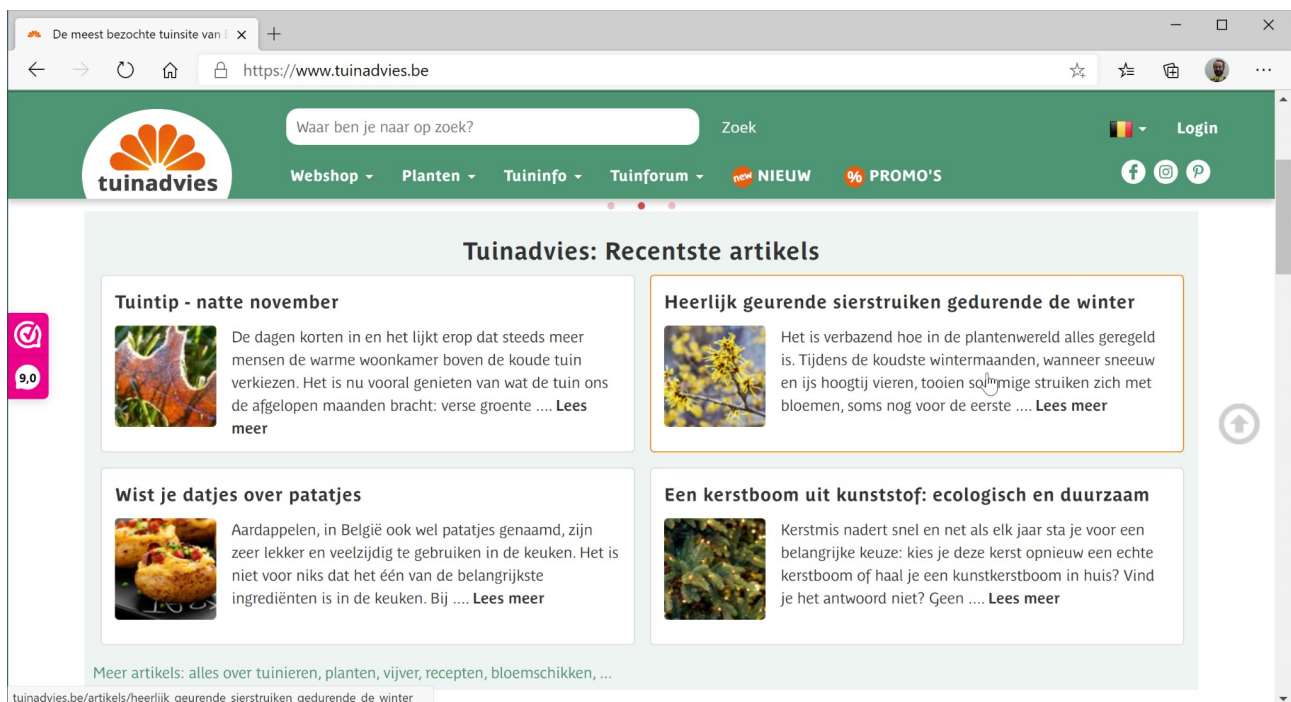 De meest bezochte tuinsite van
https://www.tuinadvies.be
Waar ben je naar op zoek?
Zoek
Login
tuinadvies
Webshop
Planten
Tuininfo
Tuinforum
new NIEUW
% PROMO'S
Tuinadvies: Recentste artikels
Tuintip - natte november
De dagen korten in en het lijkt erop dat steeds meer
mensen de warme woonkamer boven de koude tuin
verkiezen. Het is nu vooral genieten van wat de tuin ons
de afgelopen maanden bracht: verse groente .... Lees
meer
Heerlijk geurende sierstruiken gedurende de winter
Het is verbazend hoe in de plantenwereld alles geregeld
is. Tijdens de koudste wintermaanden, wanneer sneeuw
en ijs hoogtij vieren, tooien sommige struiken zich met
bloemen, soms nog voor de eerste .... Lees meer
9,0
Wist je datjes over patatjes
Aardappelen, in België ook wel patatjes genaamd, zijn
zeer lekker en veelzijdig te gebruiken in de keuken. Het is
niet voor niks dat het één van de belangrijkste
ingrediënten is in de keuken. Bij .... Lees meer
Een kerstboom uit kunststof: ecologisch en duurzaam
Kerstmis nadert snel en net als elk jaar sta je voor een
belangrijke keuze: kies je deze kerst opnieuw een echte
kerstboom of haal je een kunstkerstboom in huis? Vind
je het antwoord niet? Geen .... Lees meer
Meer artikels: alles over tuinieren, planten, vijver, recepten, bloemschikken, ...
tuinadvies.be/artikels/heerlijk_geurende_sierstruiken_gedurende_de_winter